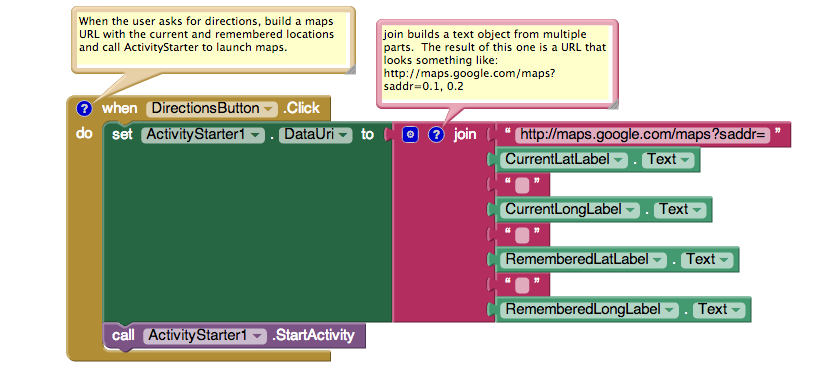 When the user asks for directions, build a maps
URL with the current and remembered locations
and call ActivityStarter to launch maps.
join builds a text object from multiple
parts. The result of this one is a URL that
looks something like:
http://maps.google.com/maps?
saddr=0.1, 0.2
? when DirectionsButton .Click
do set ActivityStarter1 . DataUri to ? join “ http://maps.google.com/maps?saddr= ”
CurrentLatLabel . Text
“ ”
CurrentLongLabel . Text
“ ”
RememberedLatLabel . Text
“ ”
RememberedLongLabel . Text
call ActivityStarter1 .StartActivity